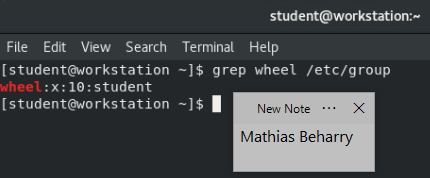 student@workstation:~
File Edit View Search Terminal Help
[student@workstation ~]$ grep wheel /etc/group
wheel:x:10:student
[student@workstation ~]$
New Note ··· ×
Mathias Beharry